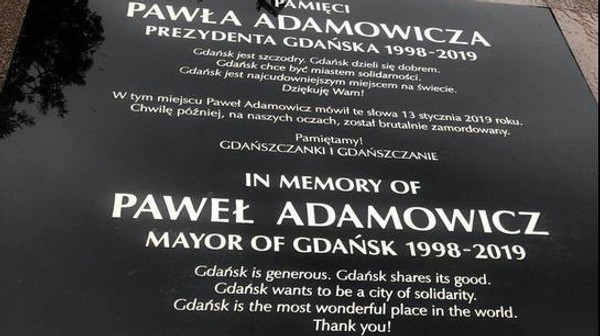 PAMIĘCI
PAWŁA ADAMOWICZA
PREZYDENTA GDAŃSKA 1998-2019
Gdańsk jest szczodry. Gdańsk dzieli się dobrem.
Gdańsk chce być miastem solidarności.
Gdańsk jest najcudowniejszym miejscem na świecie.
Dziękuję Wam!
W tym miejscu Paweł Adamowicz mówił te słowa 13 stycznia 2019 roku.
Chwilę później, na naszych oczach, został brutalnie zamordowany.
Pamiętamy!
GDAŃSZCZANKI I GDAŃSZCZANIE
IN MEMORY OF
PAWEŁ ADAMOWICZ
MAYOR OF GDAŃSK 1998-2019
Gdańsk is generous. Gdańsk shares its good.
Gdańsk wants to be a city of solidarity.
Gdańsk is the most wonderful place in the world.
Thank you!